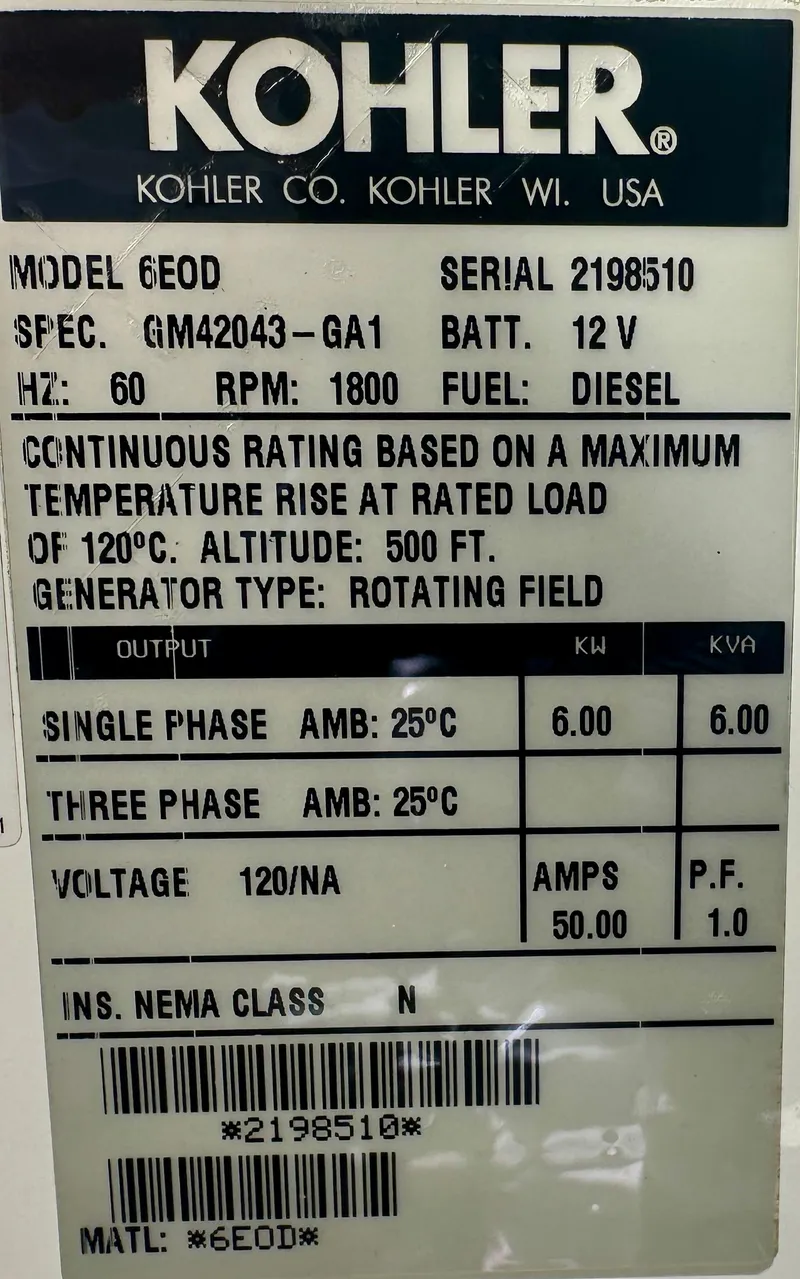 KOHLER®
KOHLER CO. KOHLER WI. USA
MODEL 6EOD SERIAL 2198510
SPEC. GM42043-GA1 BATT. 12 V
HZ: 60 RPM: 1800 FUEL: DIESEL
CONTINUOUS RATING BASED ON A MAXIMUM
TEMPERATURE RISE AT RATED LOAD
OF 120ºC. ALTITUDE: 500 FT.
GENERATOR TYPE: ROTATING FIELD
OUTPUT KW KVA
SINGLE PHASE AMB: 25ºC 6.00 6.00
THREE PHASE AMB: 25ºC
VOLTAGE 120/NA AMPS P.F.
50.00 1.0
INS. NEMA CLASS N
*2198510*
MATL: *6EOD*